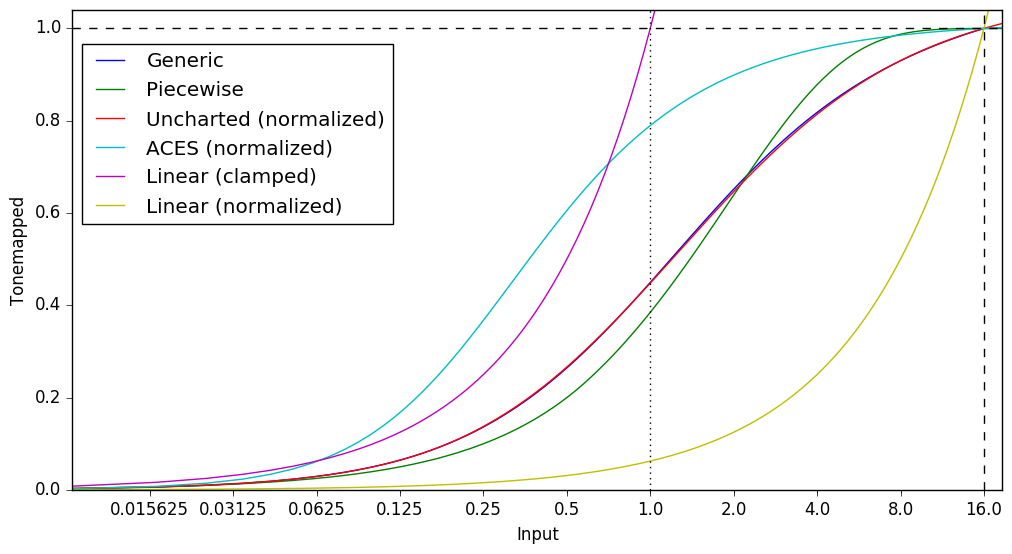 1.0
0.8
0.6
0.4
0.2
0.0
Tonemapped
Generic
Piecewise
Uncharted (normalized)
ACES (normalized)
Linear (clamped)
Linear (normalized)
0.015625 0.03125 0.0625 0.125 0.25 0.5 1.0 2.0 4.0 8.0 16.0
Input